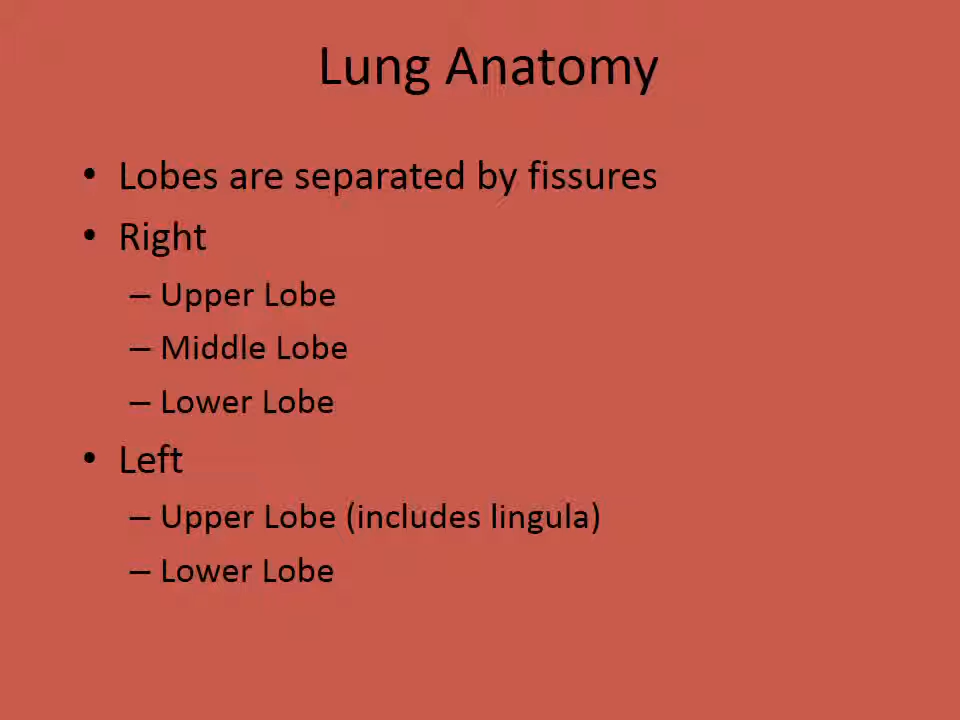 Lung Anatomy
• Lobes are separated by fissures
• Right
– Upper Lobe
– Middle Lobe
– Lower Lobe
• Left
– Upper Lobe (includes lingula)
– Lower Lobe